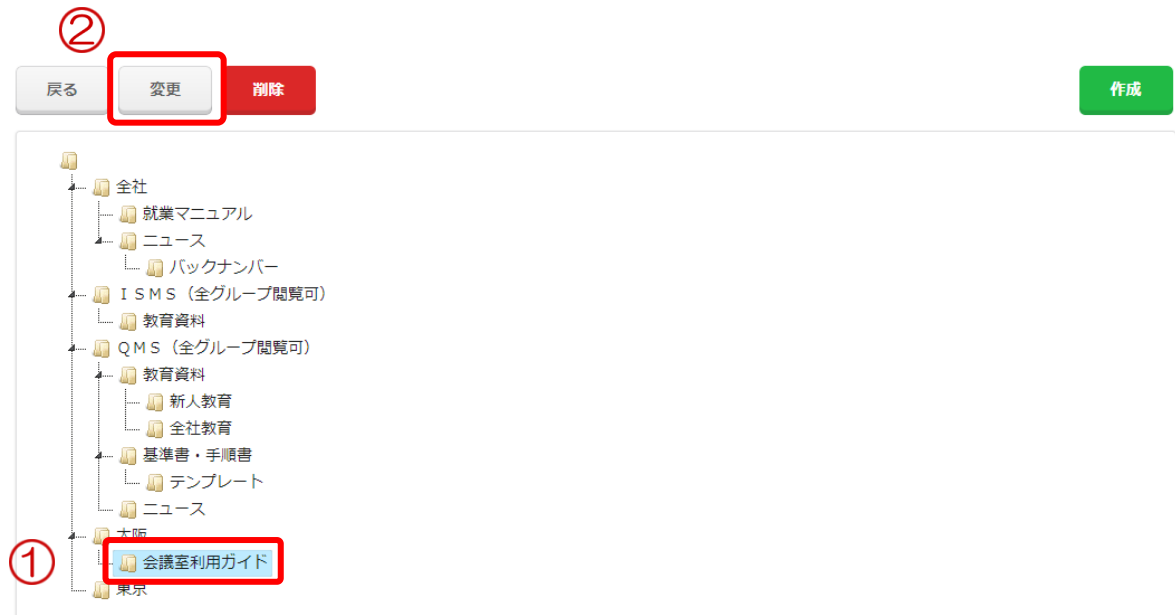 ②
戻る 変更 削除 作成
全社
就業マニュアル
ニュース
バックナンバー
ＩＳＭＳ（全グループ閲覧可）
教育資料
ＱＭＳ（全グループ閲覧可）
教育資料
新人教育
全社教育
基準書・手順書
テンプレート
ニュース
大阪
① 会議室利用ガイド
東京